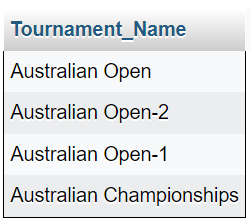 Tournament_Name
Australian Open
Australian Open-2
Australian Open-1
Australian Championships